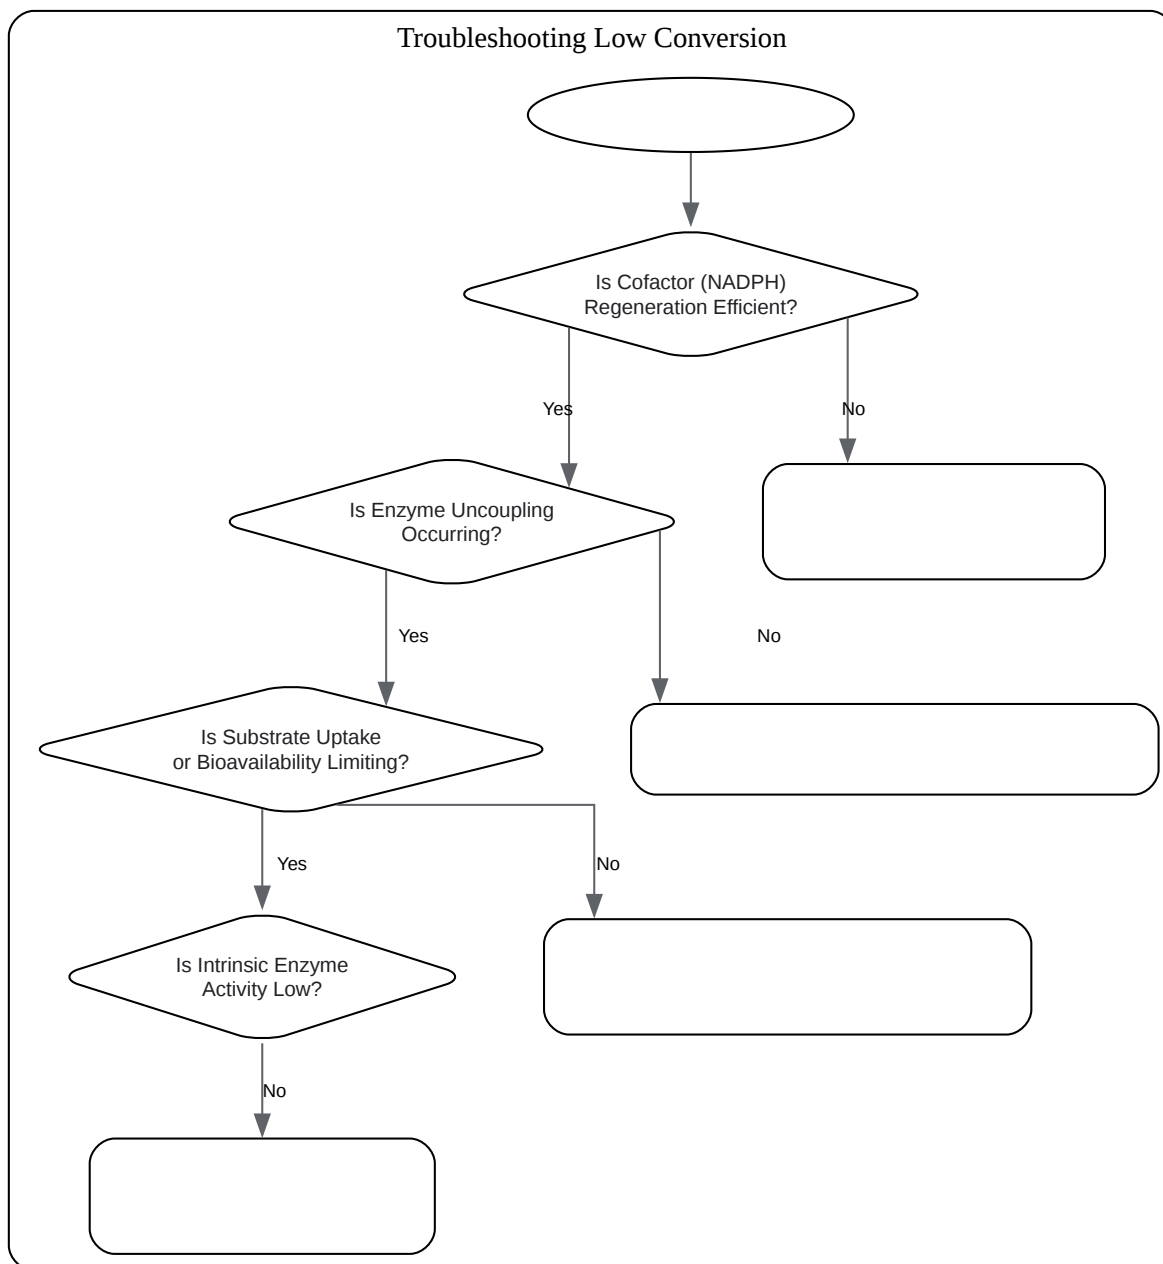 Troubleshooting Low Conversion
Is Cofactor (NADPH)
Regeneration Efficient?
Yes
No
Is Enzyme Uncoupling
Occurring?
Yes
No
Is Substrate Uptake
or Bioavailability Limiting?
Yes
No
Is Intrinsic Enzyme
Activity Low?
No